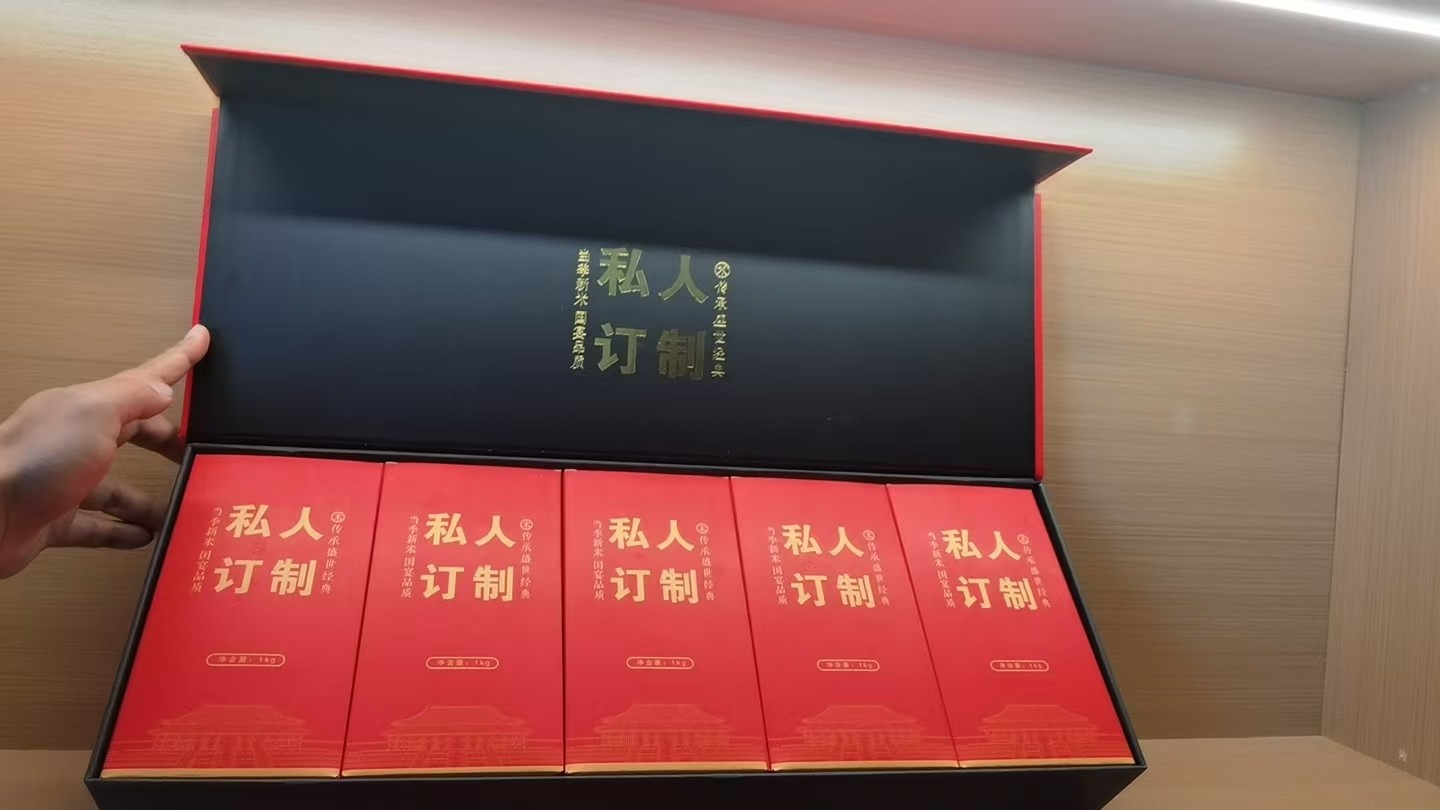 私人
订制
米 传承盛世经典
当季新米 国宴品质
私人
订制
米 传承盛世经典
当季新米 国宴品质
净含量：1kg
私人
订制
米 传承盛世经典
当季新米 国宴品质
净含量：1kg
私人
订制
米 传承盛世经典
当季新米 国宴品质
净含量：1kg
私人
订制
米 传承盛世经典
当季新米 国宴品质
净含量：1kg
私人
订制
米 传承盛世经典
当季新米 国宴品质
净含量：1kg